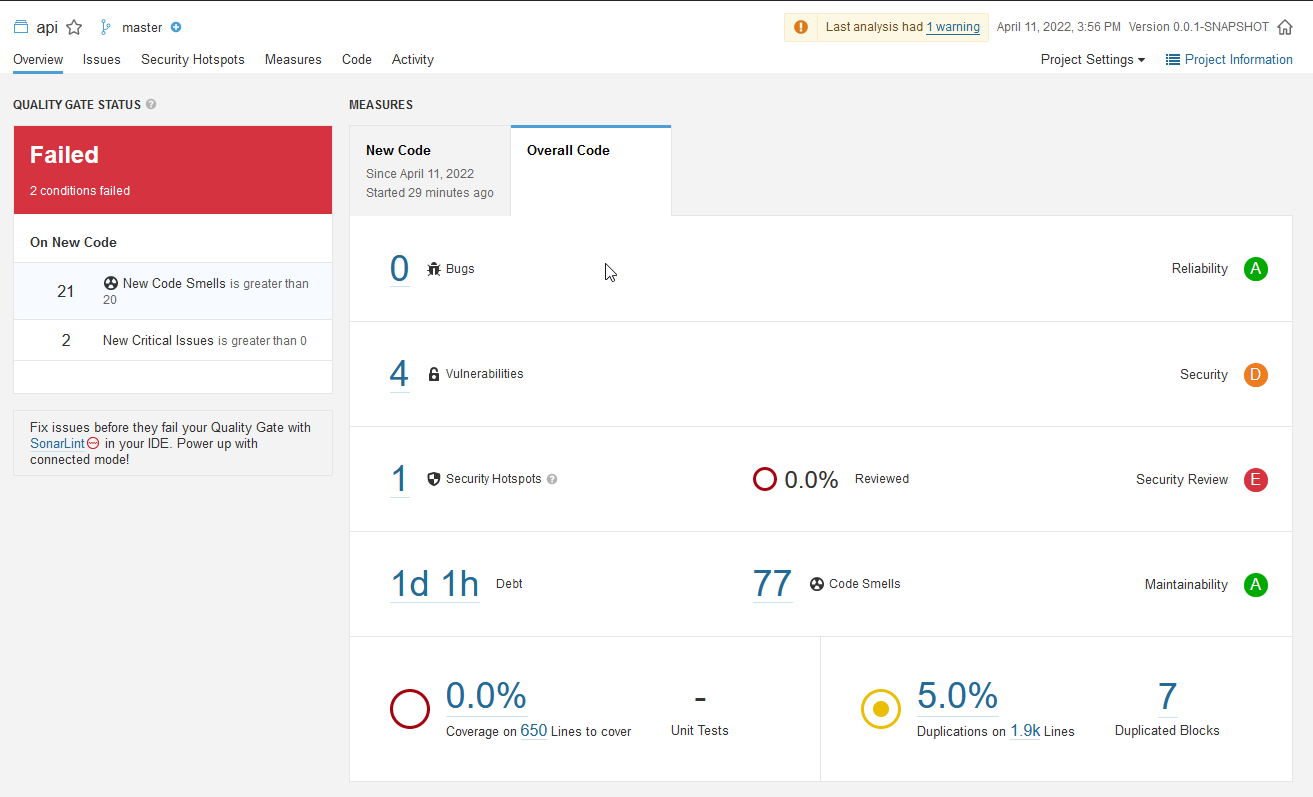 api master
Last analysis had 1 warning April 11, 2022, 3:56 PM Version 0.0.1-SNAPSHOT
Overview Issues Security Hotspots Measures Code Activity
Project Settings Project Information
QUALITY GATE STATUS ?
Failed
2 conditions failed
On New Code
21 New Code Smells is greater than
20
2 New Critical Issues is greater than 0
Fix issues before they fail your Quality Gate with
SonarLint in your IDE. Power up with
connected mode!
MEASURES
New Code
Since April 11, 2022
Started 29 minutes ago
Overall Code
0 Bugs Reliability A
4 Vulnerabilities Security D
1 Security Hotspots ? 0.0% Reviewed Security Review E
1d 1h Debt 77 Code Smells Maintainability A
0.0% - 5.0% 7
Coverage on 650 Lines to cover Unit Tests Duplications on 1.9k Lines Duplicated Blocks